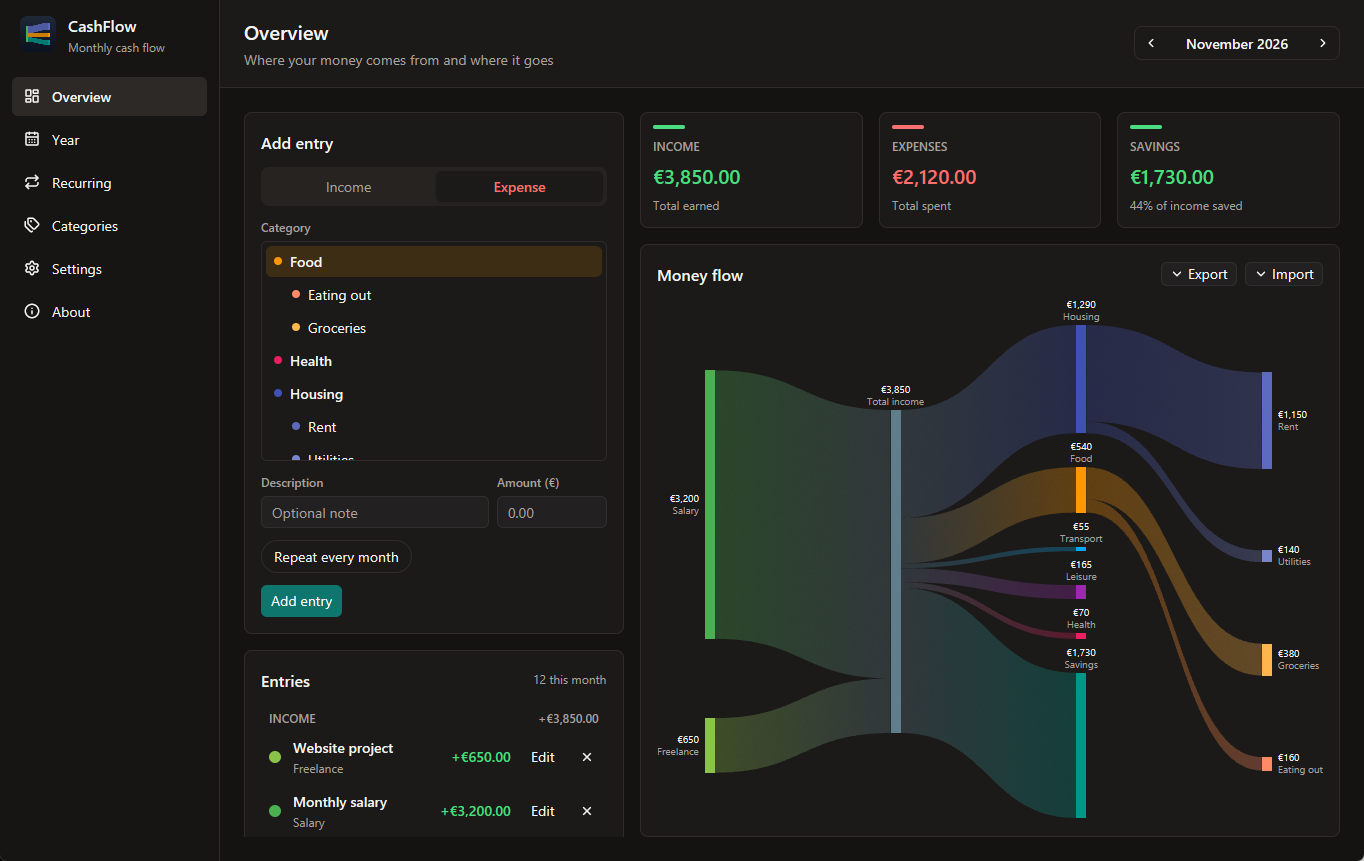 CashFlow
Monthly cash flow
Overview
Year
Recurring
Categories
Settings
About
Overview
Where your money comes from and where it goes
November 2026
Add entry
Income
Expense
Category
Food
Eating out
Groceries
Health
Housing
Rent
Utilities
Description
Amount (€)
Optional note
0.00
Repeat every month
Add entry
Entries
12 this month
INCOME
+€3,850.00
Website project
Freelance
+€650.00
Edit
Monthly salary
Salary
+€3,200.00
Edit
INCOME
€3,850.00
Total earned
EXPENSES
€2,120.00
Total spent
SAVINGS
€1,730.00
44% of income saved
Money flow
Export
Import
€3,200
Salary
€650
Freelance
€3,850
Total income
€1,290
Housing
€540
Food
€55
Transport
€165
Leisure
€70
Health
€1,730
Savings
€1,150
Rent
€140
Utilities
€380
Groceries
€160
Eating out